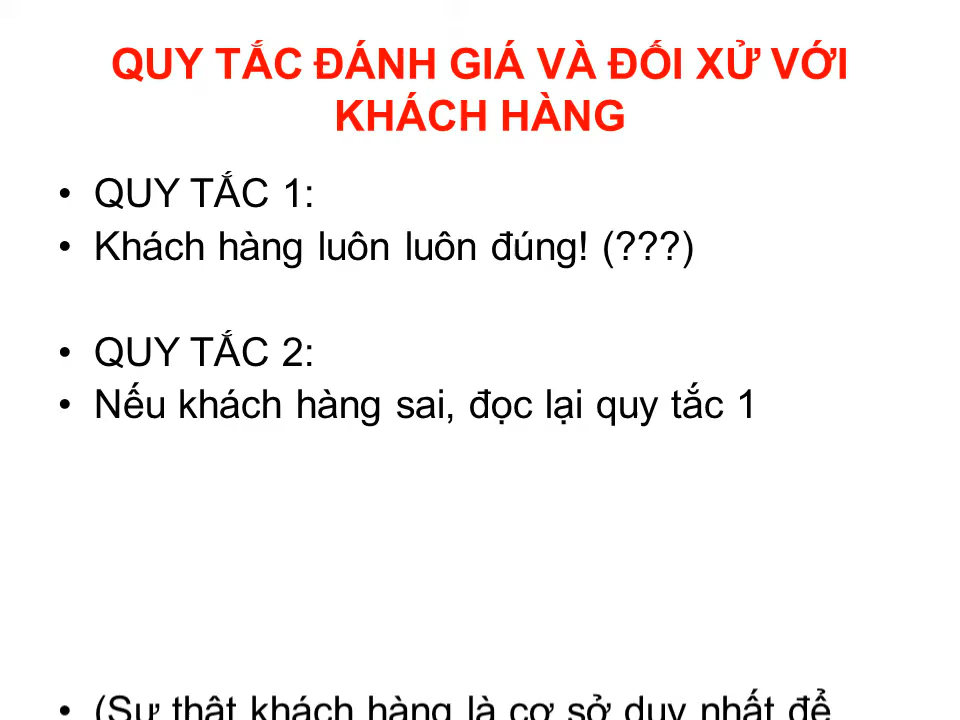 QUY TẮC ĐÁNH GIÁ VÀ ĐỐI XỬ VỚI
KHÁCH HÀNG
• QUY TẮC 1:
• Khách hàng luôn luôn đúng! (???)
• QUY TẮC 2:
• Nếu khách hàng sai, đọc lại quy tắc 1
• (Sự thật khách hàng là cơ sở duy nhất để